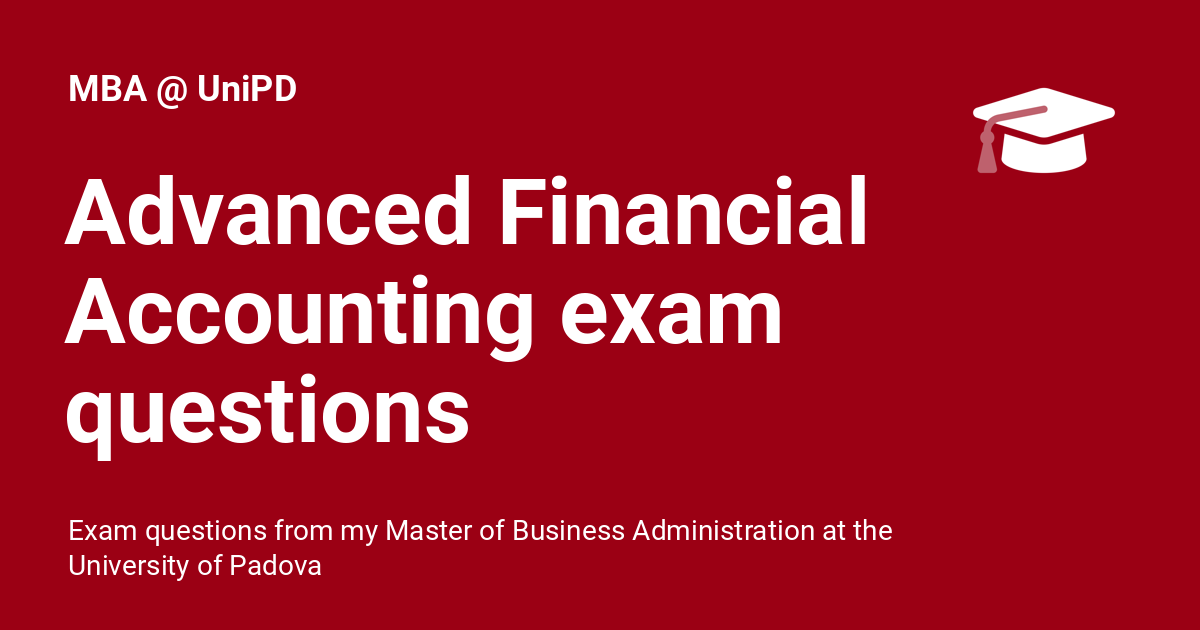 MBA @ UniPD
Advanced Financial
Accounting exam
questions
Exam questions from my Master of Business Administration at the
University of Padova